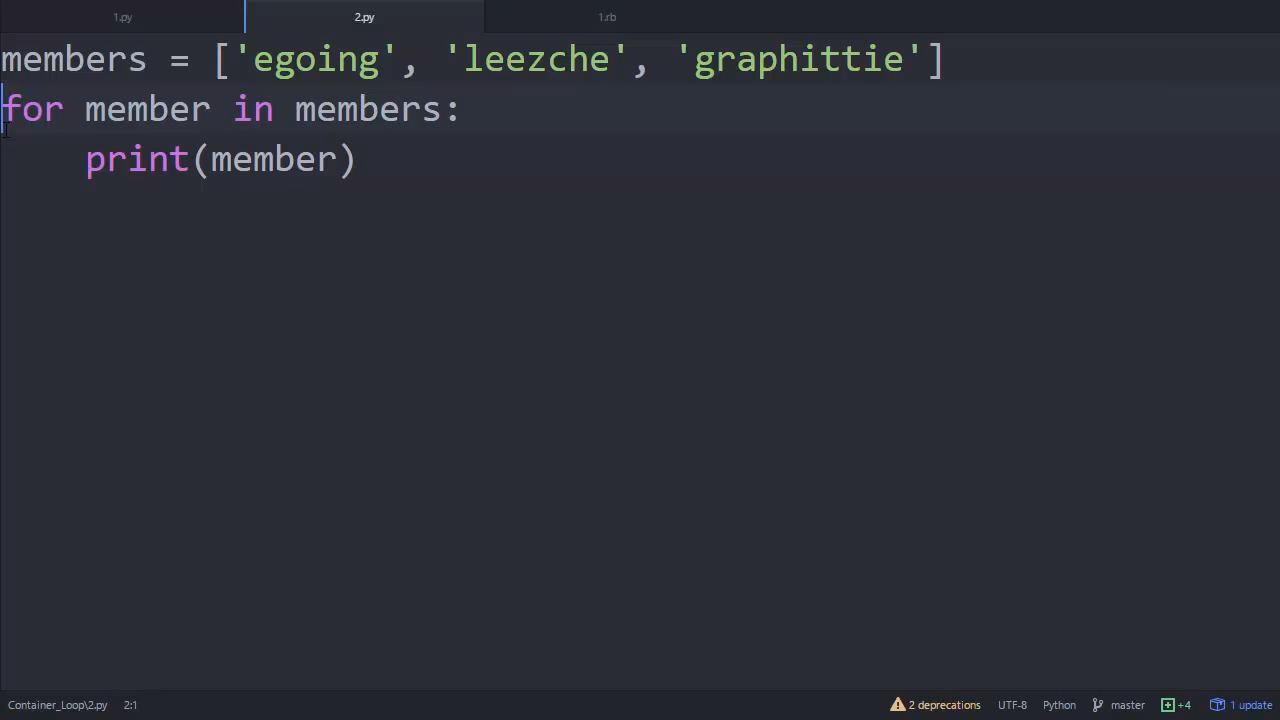 1.py 2.py 1.rb
members = ['egoing', 'leezche', 'graphittie']
for member in members:
    print(member)
Container_Loop\2.py 2:1 2 deprecations UTF-8 Python master +4 1 update